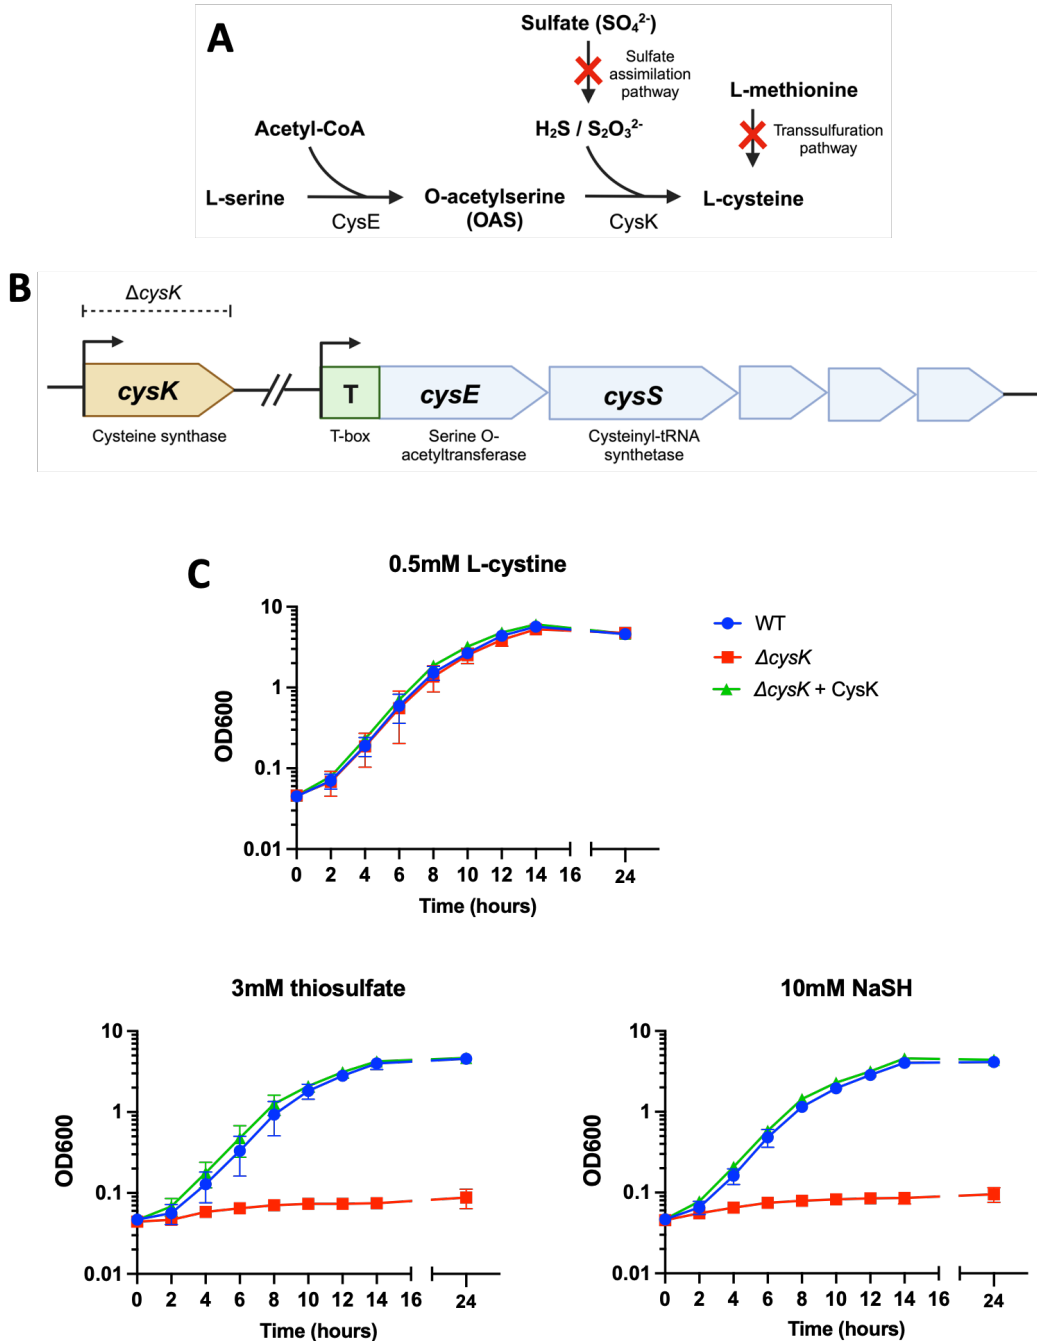 A
Sulfate (SO₄²⁻)
Sulfate
assimilation
pathway
L-methionine
Acetyl-CoA
H₂S / S₂O₃²⁻
Transsulfuration
pathway
L-serine
CysE
O-acetylserine
(OAS)
CysK
L-cysteine
B
ΔcysK
cysK
T
cysE
cysS
Cysteine synthase
T-box
Serine O-
acetyltransferase
Cysteinyl-tRNA
synthetase
C
0.5mM L-cystine
OD600
10
1
0.1
0.01
0 2 4 6 8 10 12 14 16 24
Time (hours)
WT
ΔcysK
ΔcysK + CysK
3mM thiosulfate
OD600
10
1
0.1
0.01
0 2 4 6 8 10 12 14 16 24
Time (hours)
10mM NaSH
OD600
10
1
0.1
0.01
0 2 4 6 8 10 12 14 16 24
Time (hours)